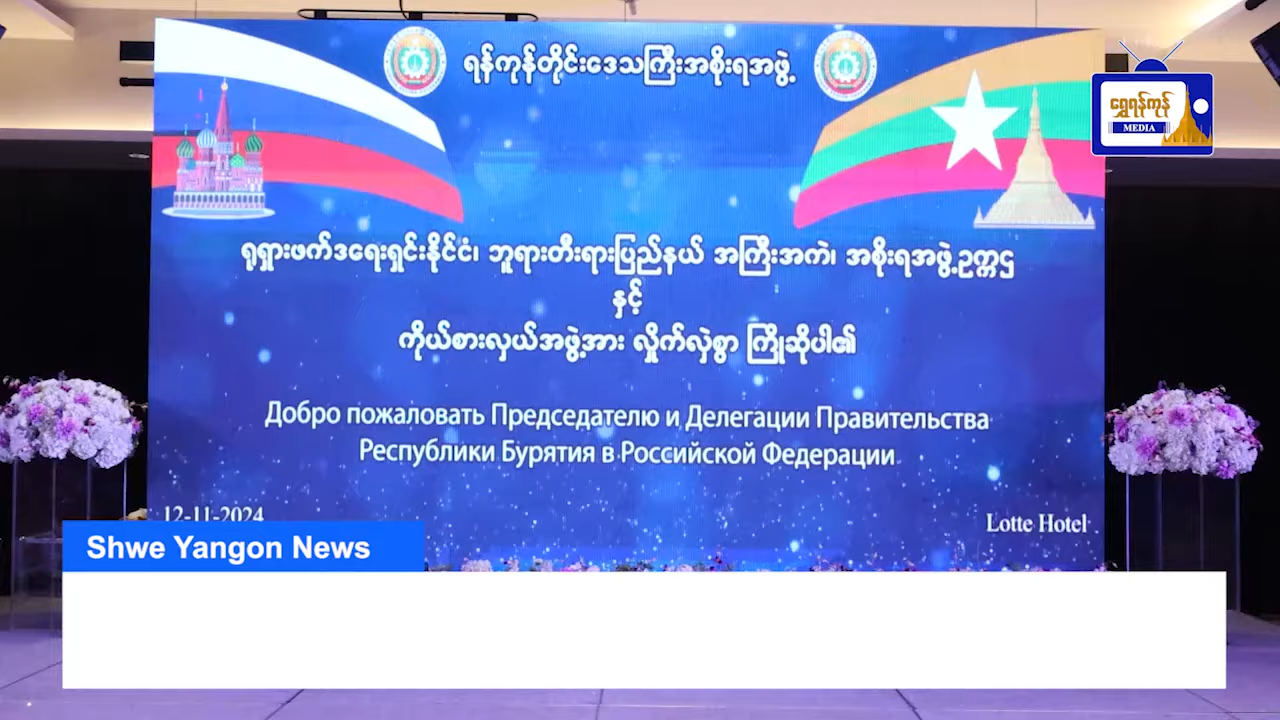 ရန်ကုန်တိုင်းဒေသကြီးအစိုးရအဖွဲ့
ရွှေရန်ကုန်
MEDIA
ရုရှားဖက်ဒရေးရှင်းနိုင်ငံ၊ ဘူရားတီးရားပြည်နယ် အကြီးအကဲ၊ အစိုးရအဖွဲ့ဥက္ကဌ
နှင့်
ကိုယ်စားလှယ်အဖွဲ့အား လှိုက်လှဲစွာ ကြိုဆိုပါ၏
Добро пожаловать Председателю и Делегации Правительства
Республики Бурятия в Российской Федерации
12-11-2024
Lotte Hotel
Shwe Yangon News